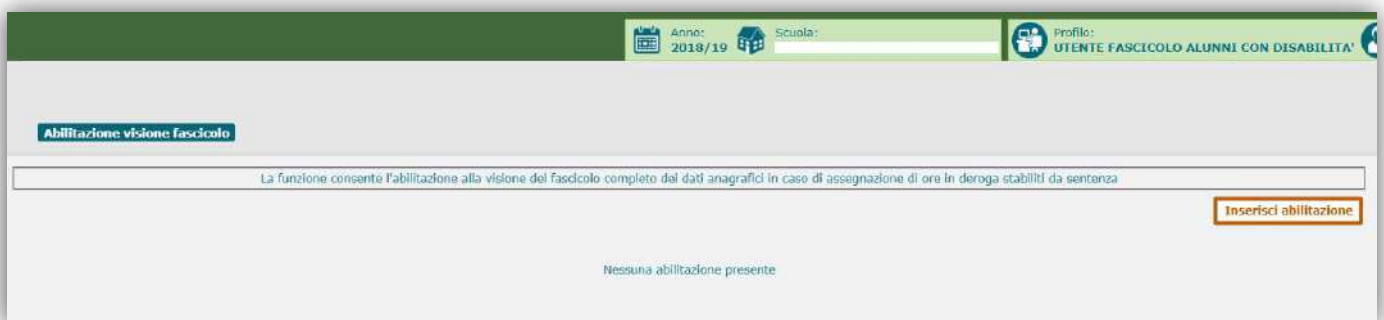 Anno:
2018/19
Scuola:
Profilo:
UTENTE FASCICOLO ALUNNI CON DISABILITA'
Abilitazione visione fascicolo
La funzione consente l'abilitazione alla visione del fascicolo completo dei dati anagrafici in caso di assegnazione di ore in deroga stabiliti da sentenza
Inserisci abilitazione
Nessuna abilitazione presente